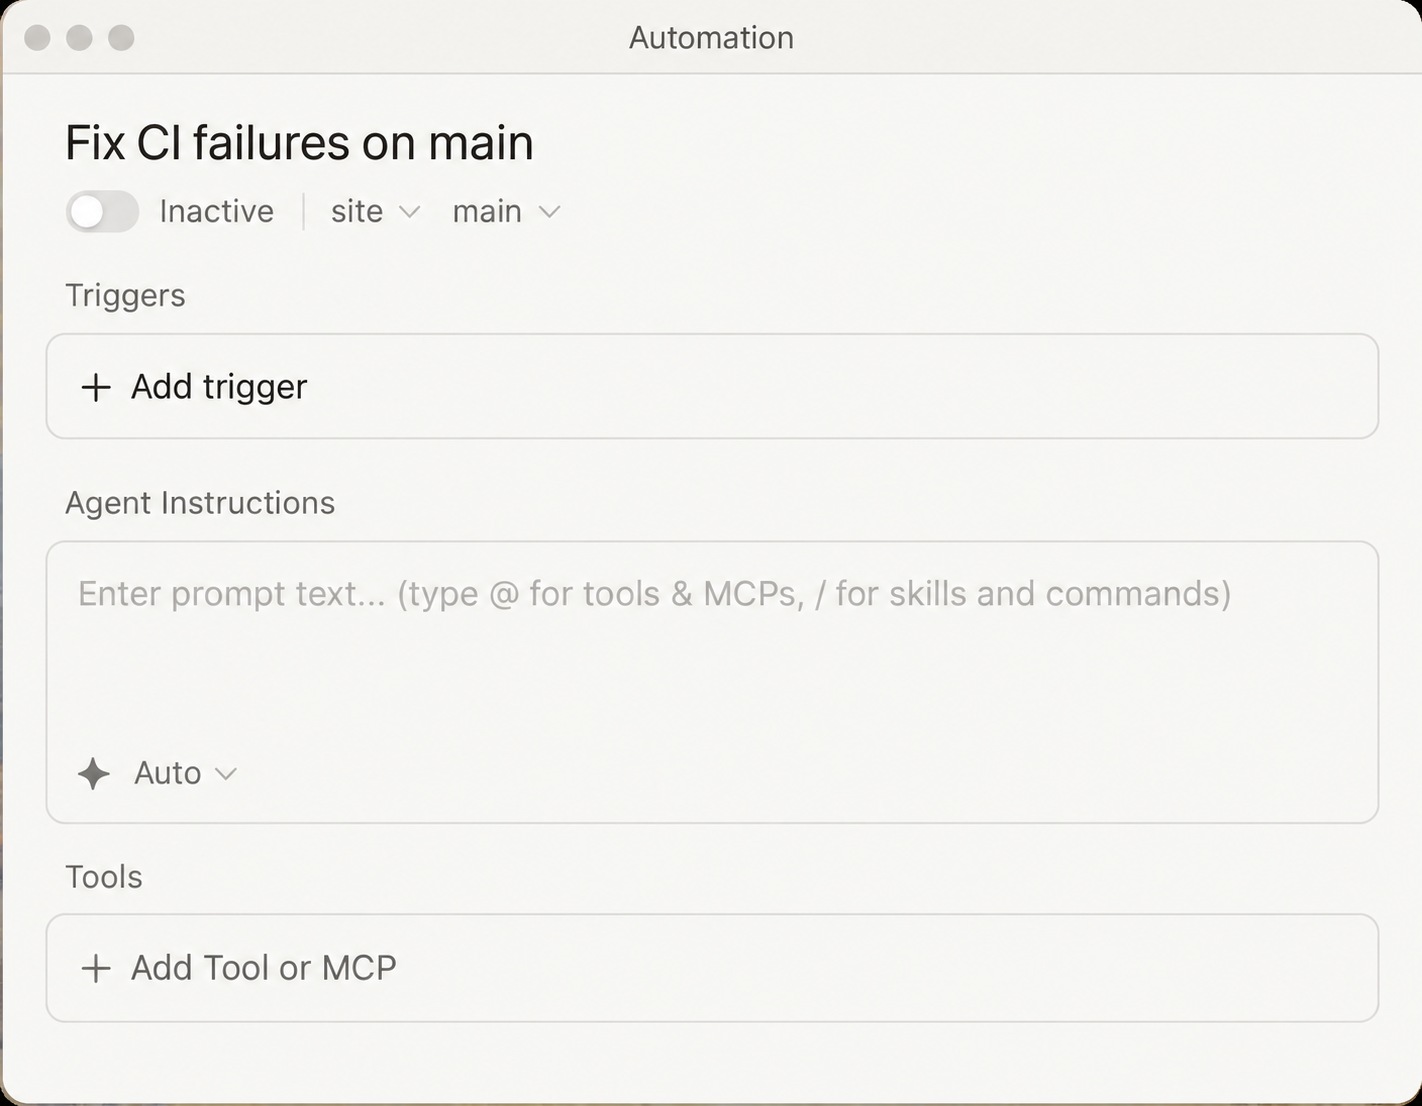 Automation
Fix CI failures on main
Inactive site main
Triggers
Add trigger
Agent Instructions
Enter prompt text... (type @ for tools & MCPs, / for skills and commands)
Auto
Tools
Add Tool or MCP